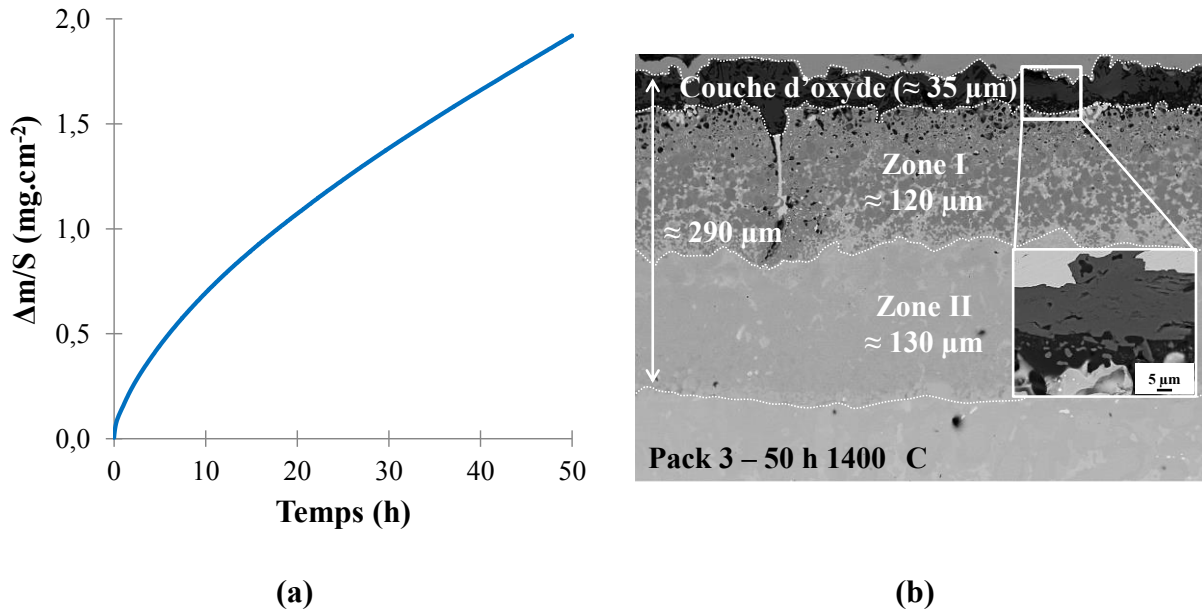 2,0
1,5
1,0
0,5
0,0
Δm/S (mg.cm-2)
0 10 20 30 40 50
Temps (h)
(a)
Couche d'oxyde (≈ 35 µm)
Zone I
≈ 120 µm
≈ 290 µm
Zone II
≈ 130 µm
5 µm
Pack 3 – 50 h 1400 C
(b)